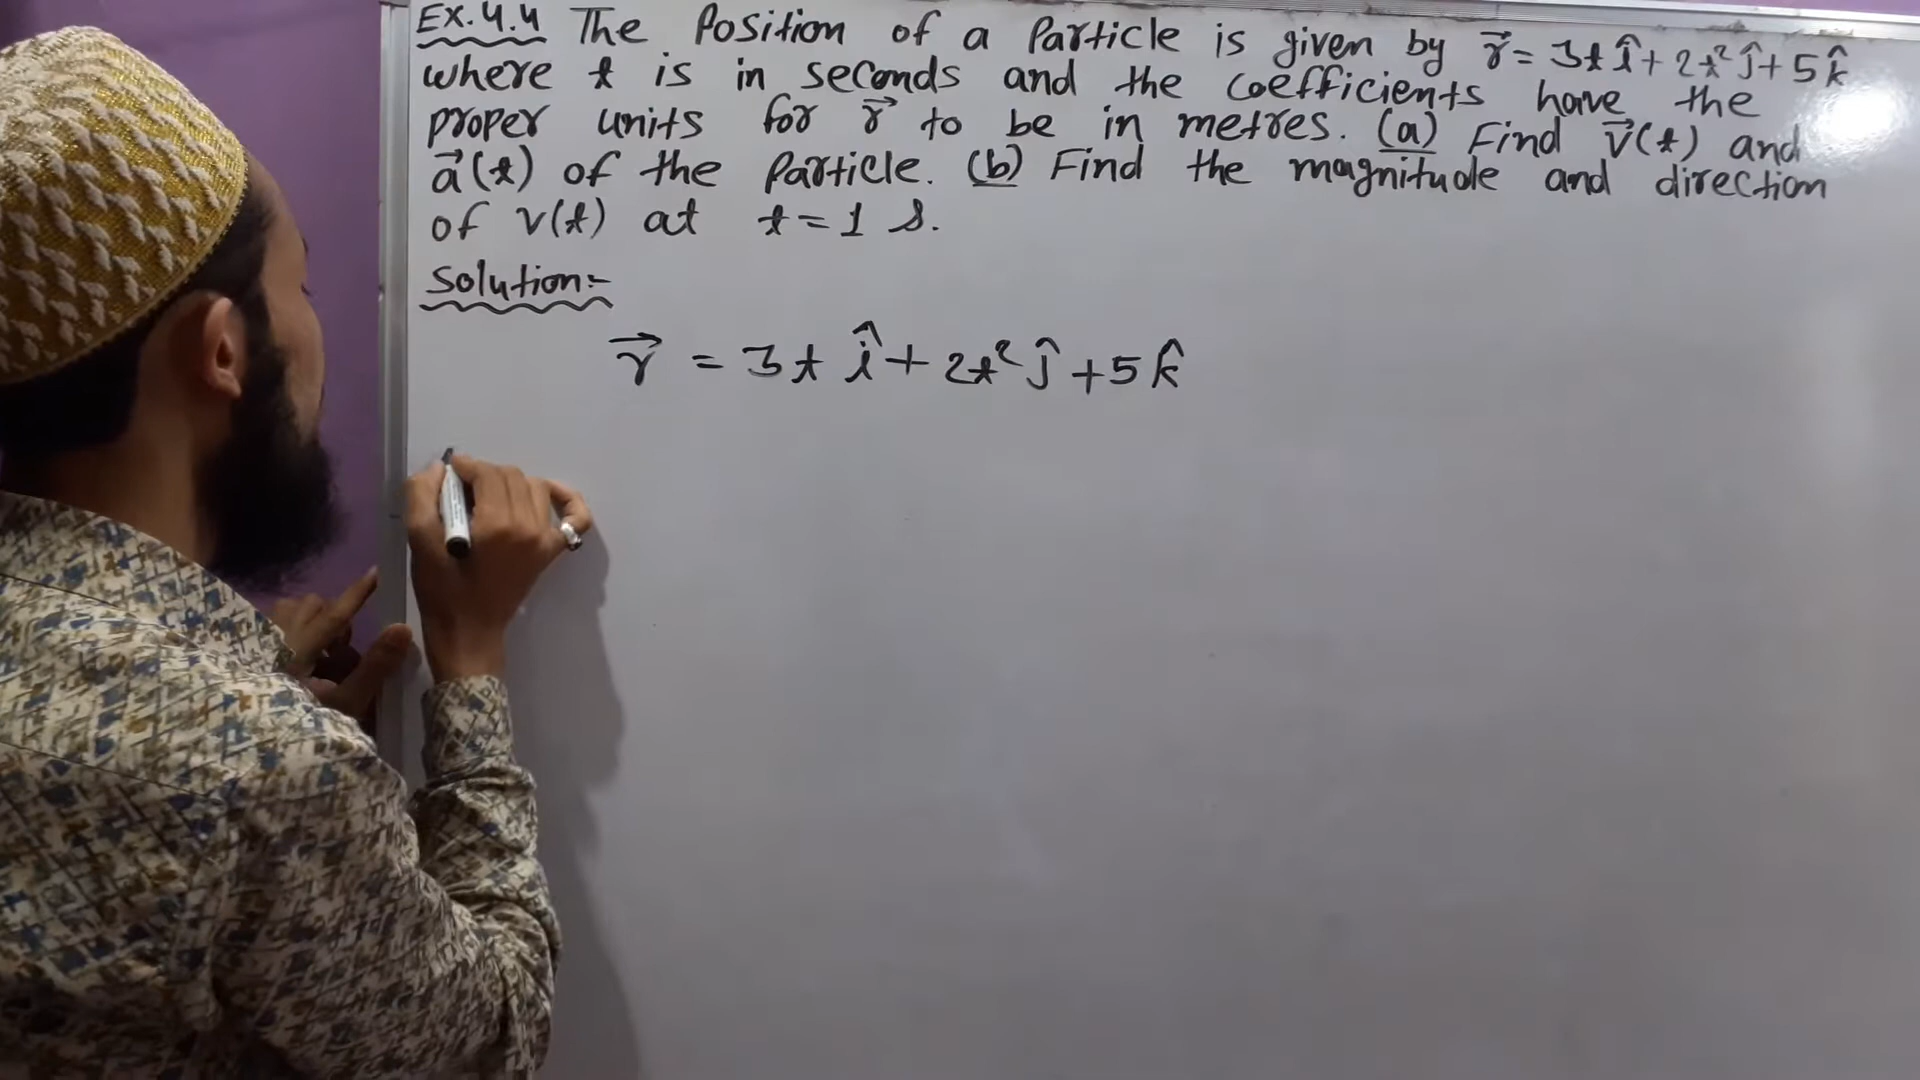 Ex.4.4 The Position of a Particle is given by r⃗ = 3t î + 2t² ĵ + 5 k̂
where t is in seconds and the coefficients have the
proper units for r⃗ to be in metres. (a) Find v⃗(t) and
a⃗(t) of the Particle. (b) Find the magnitude and direction
of v(t) at t = 1 s.
Solution:-
r⃗ = 3t î + 2t² ĵ + 5 k̂